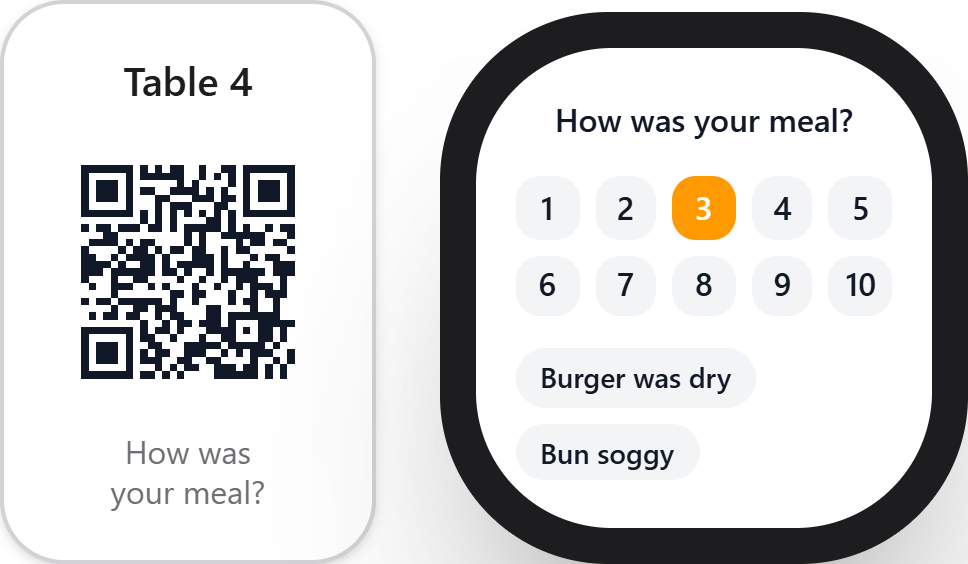 Table 4
How was
your meal?
How was your meal?
1 2 3 4 5
6 7 8 9 10
Burger was dry
Bun soggy